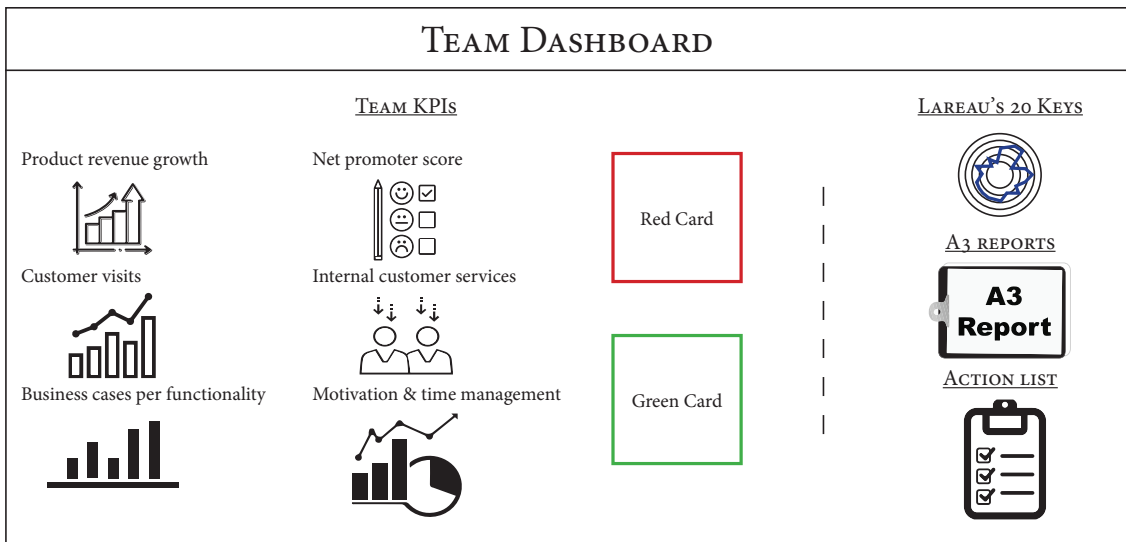 TEAM DASHBOARD
TEAM KPIs
Product revenue growth
Net promoter score
Customer visits
Internal customer services
Business cases per functionality
Motivation & time management
Red Card
Green Card
LAREAU'S 20 KEYS
A3 REPORTS
A3
Report
ACTION LIST